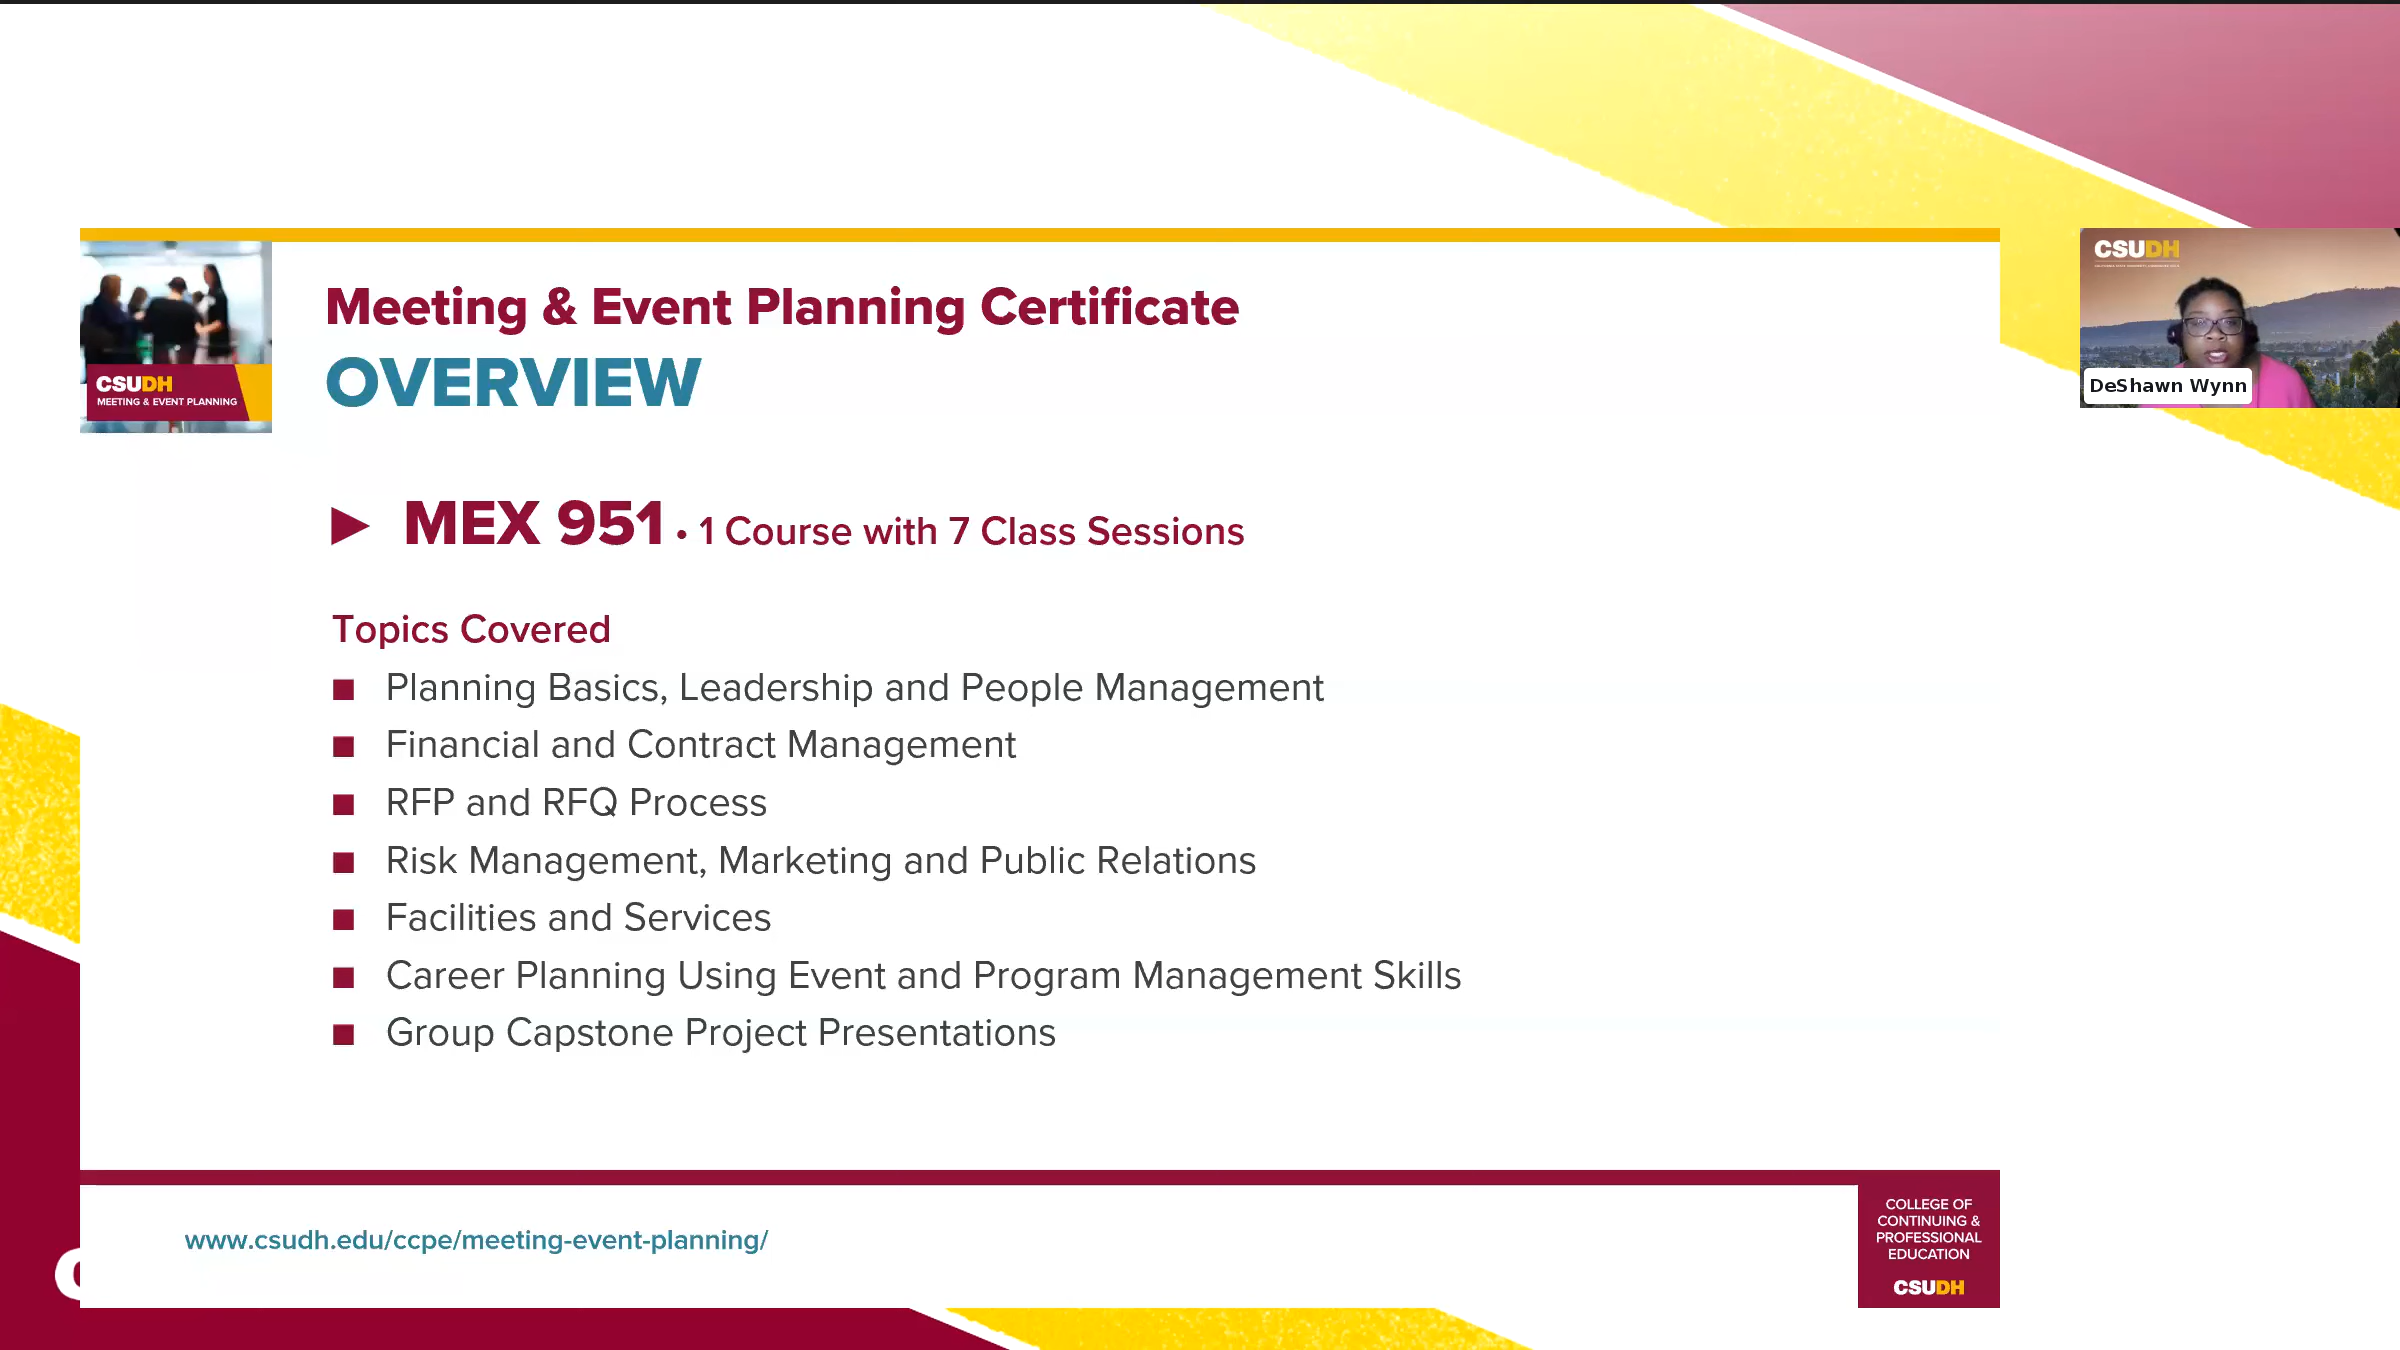 Meeting & Event Planning Certificate
OVERVIEW
CSUDH
MEETING & EVENT PLANNING
CSUDH
DeShawn Wynn
► MEX 951 • 1 Course with 7 Class Sessions
Topics Covered
■ Planning Basics, Leadership and People Management
■ Financial and Contract Management
■ RFP and RFQ Process
■ Risk Management, Marketing and Public Relations
■ Facilities and Services
■ Career Planning Using Event and Program Management Skills
■ Group Capstone Project Presentations
www.csudh.edu/ccpe/meeting-event-planning/
COLLEGE OF
CONTINUING &
PROFESSIONAL
EDUCATION
CSUDH